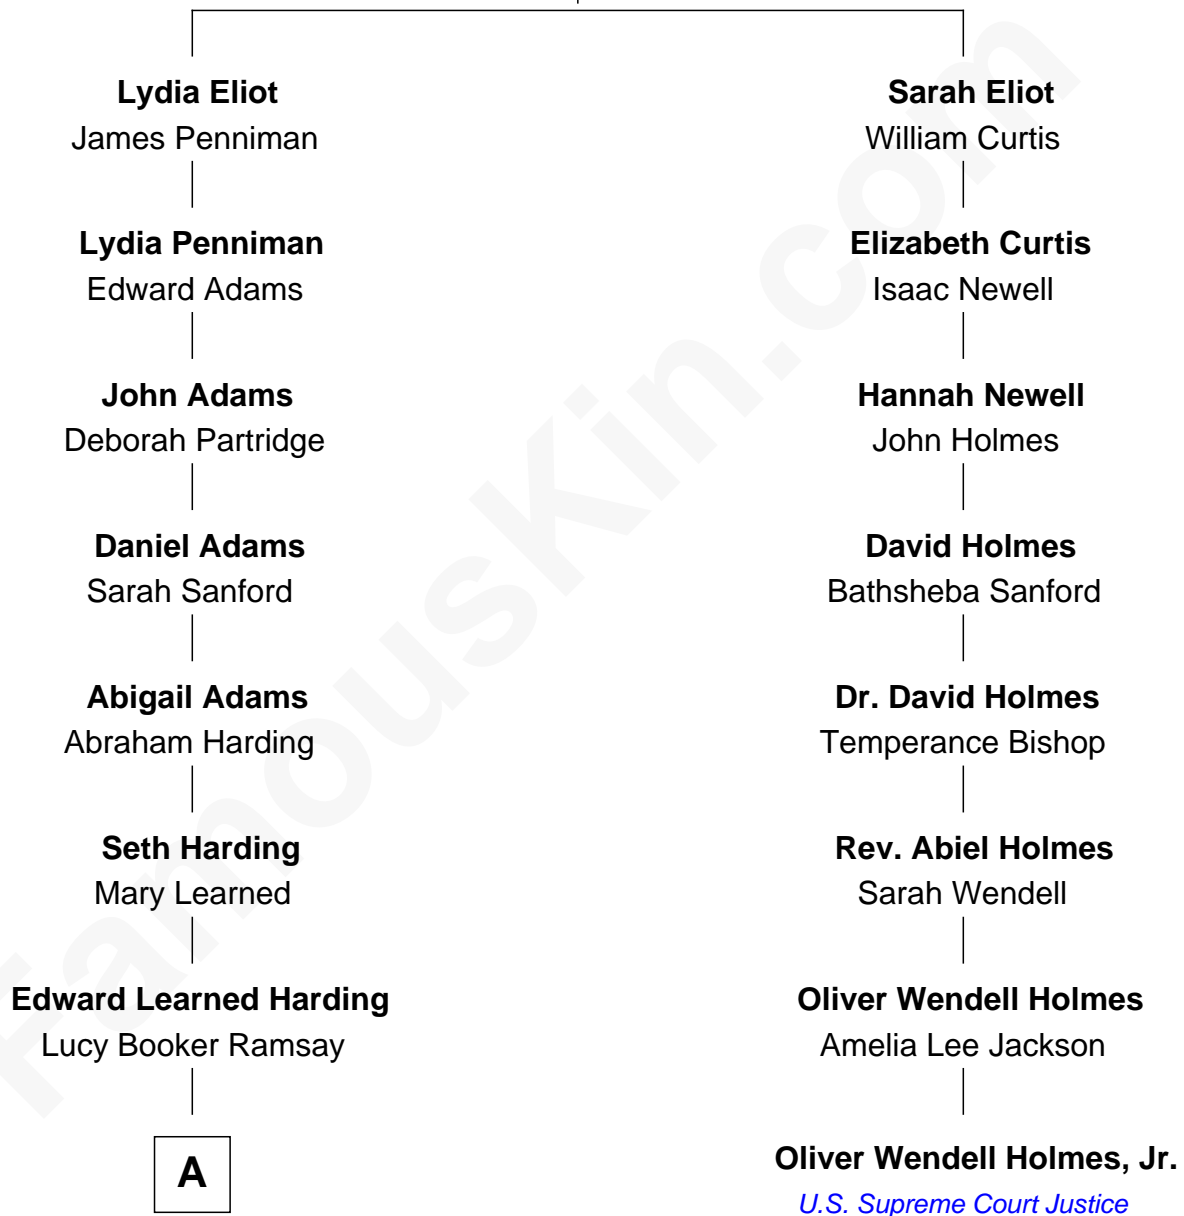 Lydia Eliot
James Penniman
Lydia Penniman
Edward Adams
John Adams
Deborah Partridge
Daniel Adams
Sarah Sanford
Abigail Adams
Abraham Harding
Seth Harding
Mary Learned
Edward Learned Harding
Lucy Booker Ramsay
A
Sarah Eliot
William Curtis
Elizabeth Curtis
Isaac Newell
Hannah Newell
John Holmes
David Holmes
Bathsheba Sanford
Dr. David Holmes
Temperance Bishop
Rev. Abiel Holmes
Sarah Wendell
Oliver Wendell Holmes
Amelia Lee Jackson
Oliver Wendell Holmes, Jr.
U.S. Supreme Court Justice
FamousKin.com